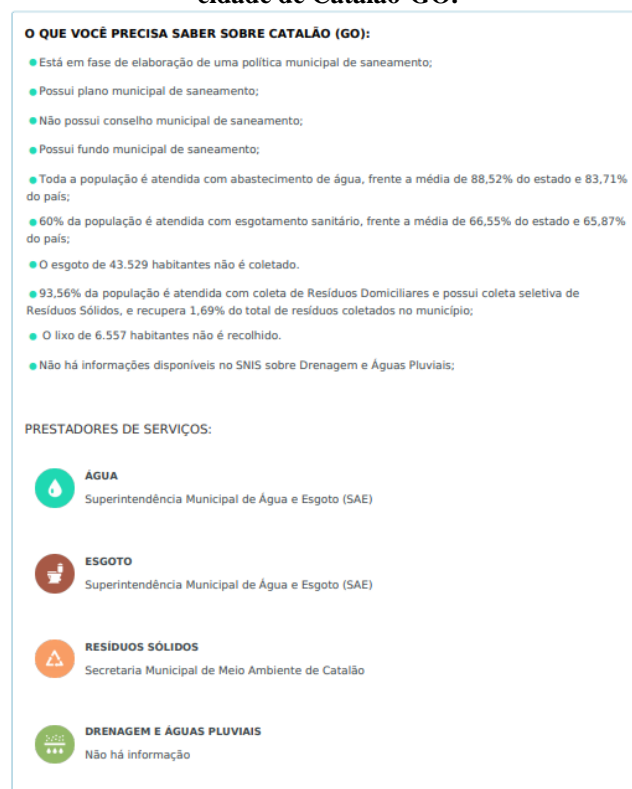 cidade de Catalão-GO.
O QUE VOCÊ PRECISA SABER SOBRE CATALÃO (GO):
Está em fase de elaboração de uma política municipal de saneamento;
Possui plano municipal de saneamento;
Não possui conselho municipal de saneamento;
Possui fundo municipal de saneamento;
Toda a população é atendida com abastecimento de água, frente a média de 88,52% do estado e 83,71%
do país;
60% da população é atendida com esgotamento sanitário, frente a média de 66,55% do estado e 65,87%
do país;
O esgoto de 43.529 habitantes não é coletado.
93,56% da população é atendida com coleta de Resíduos Domiciliares e possui coleta seletiva de
Resíduos Sólidos, e recupera 1,69% do total de resíduos coletados no município;
O lixo de 6.557 habitantes não é recolhido.
Não há informações disponíveis no SNIS sobre Drenagem e Águas Pluviais;
PRESTADORES DE SERVIÇOS:
ÁGUA
Superintendência Municipal de Água e Esgoto (SAE)
ESGOTO
Superintendência Municipal de Água e Esgoto (SAE)
RESÍDUOS SÓLIDOS
Secretaria Municipal de Meio Ambiente de Catalão
DRENAGEM E ÁGUAS PLUVIAIS
Não há informação